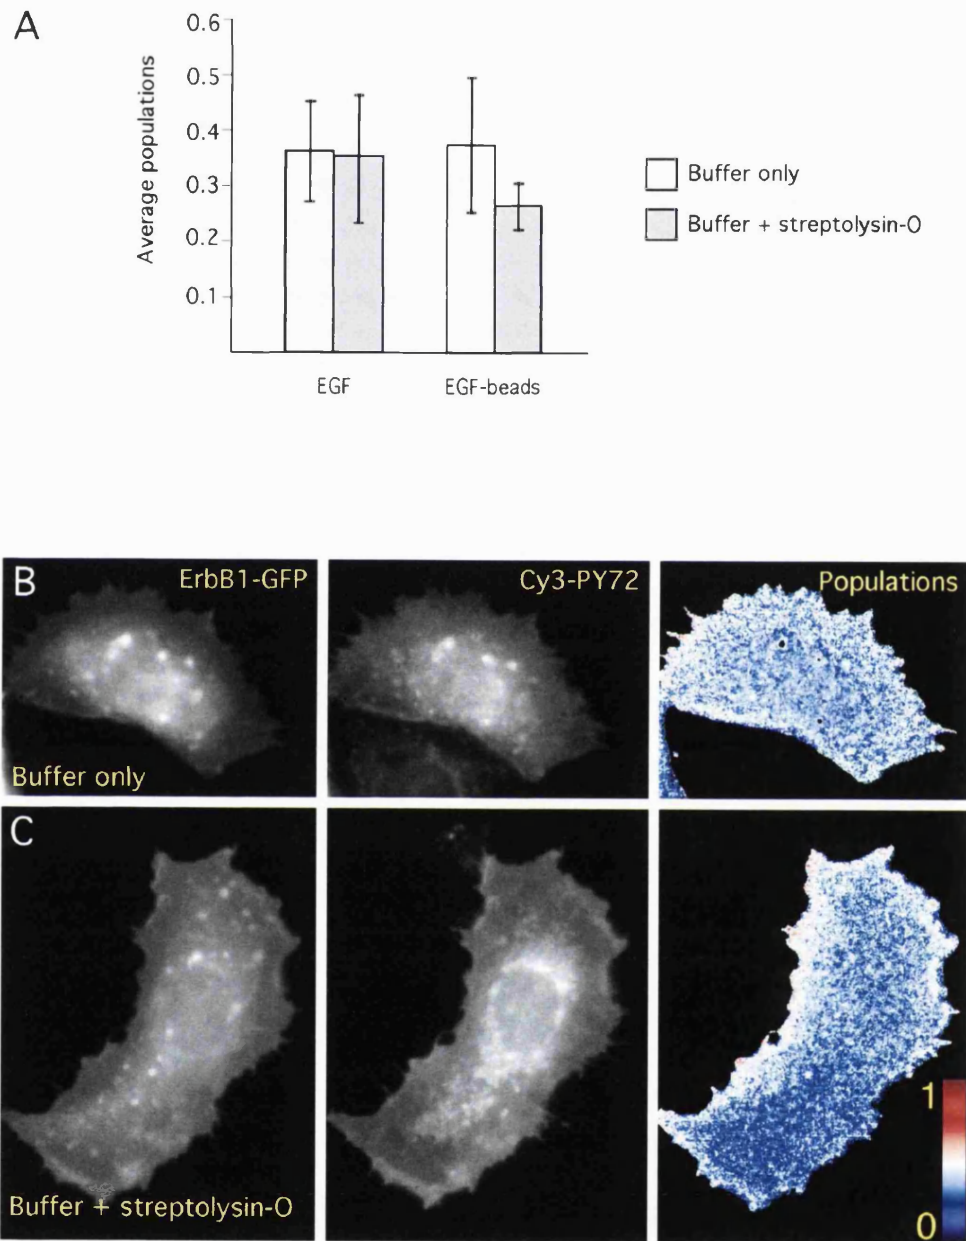 A
Average populations
0.6
0.5
0.4
0.3
0.2
0.1
EGF
EGF-beads
Buffer only
Buffer + streptolysin-O
B
ErbB1-GFP
Cy3-PY72
Populations
Buffer only
C
Buffer + streptolysin-O
1
0